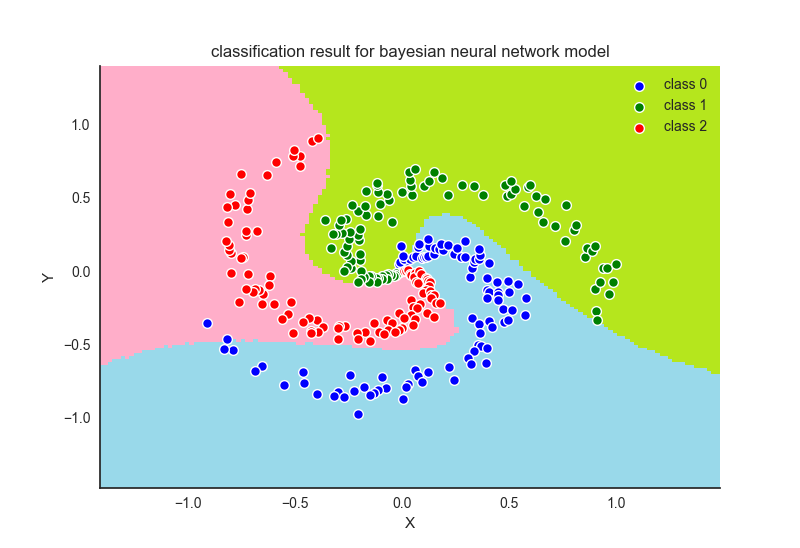 classification result for bayesian neural network model
class 0
class 1
class 2
1.0
0.5
0.0
−0.5
−1.0
Y
−1.0 −0.5 0.0 0.5 1.0
X